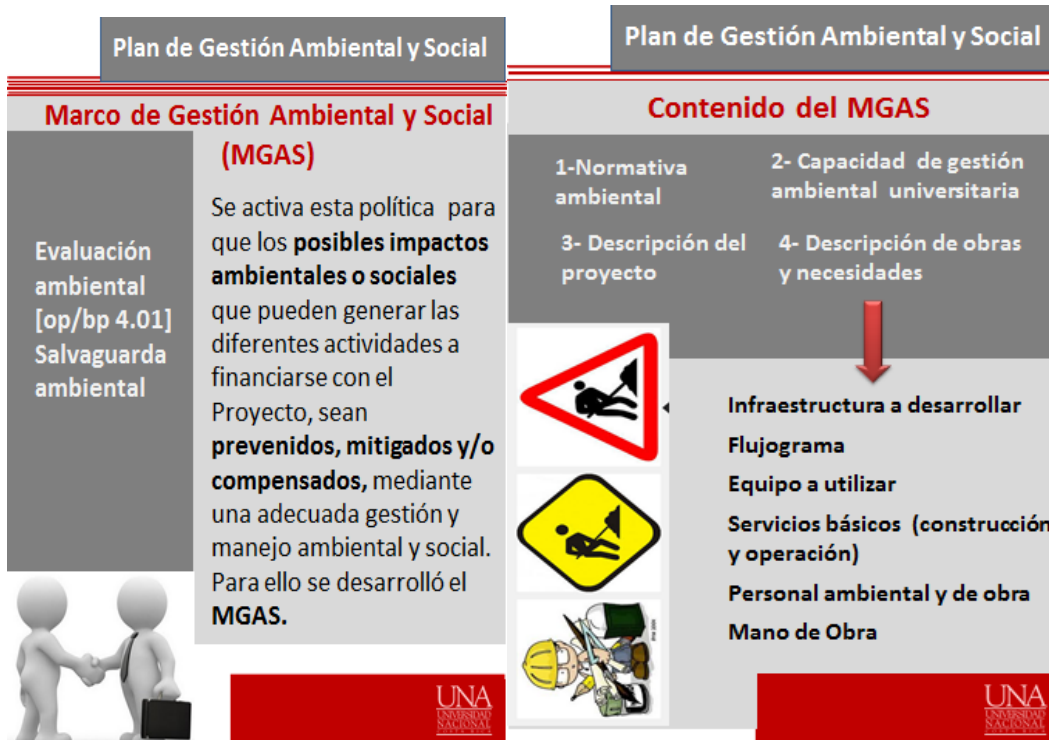 Plan de Gestión Ambiental y Social
Marco de Gestión Ambiental y Social
(MGAS)
Evaluación
ambiental
[op/bp 4.01]
Salvaguarda
ambiental
Se activa esta política para
que los posibles impactos
ambientales o sociales
que pueden generar las
diferentes actividades a
financiarse con el
Proyecto, sean
prevenidos, mitigados y/o
compensados, mediante
una adecuada gestión y
manejo ambiental y social.
Para ello se desarrolló el
MGAS.
UNA
UNIVERSIDAD
NACIONAL
COSTA RICA
Plan de Gestión Ambiental y Social
Contenido del MGAS
1-Normativa
ambiental
2- Capacidad de gestión
ambiental universitaria
3- Descripción del
proyecto
4- Descripción de obras
y necesidades
Infraestructura a desarrollar
Flujograma
Equipo a utilizar
Servicios básicos (construcción
y operación)
Personal ambiental y de obra
Mano de Obra
UNA
UNIVERSIDAD
NACIONAL
COSTA RICA